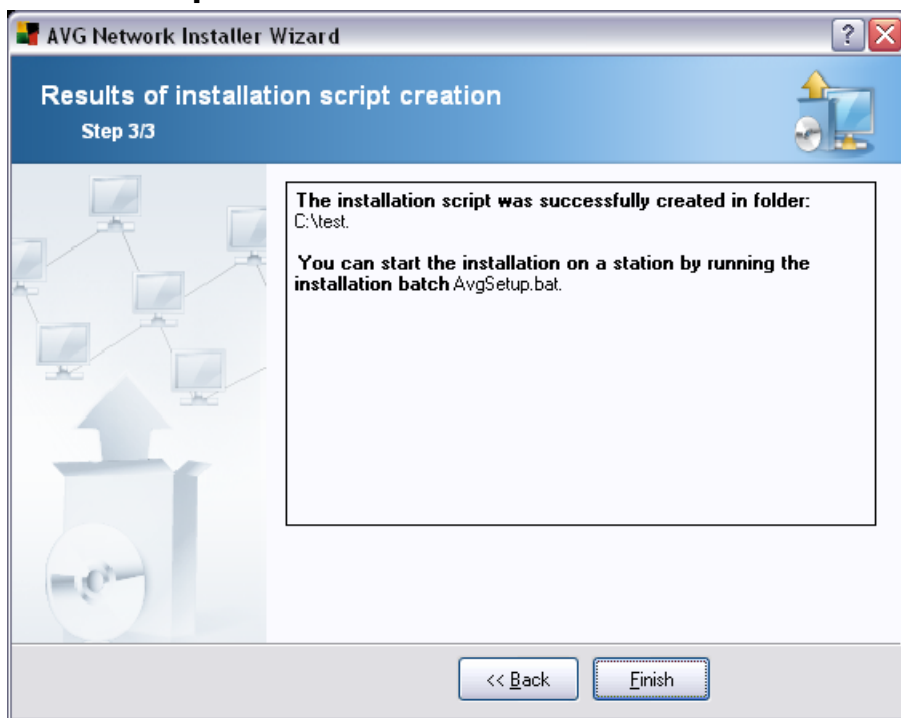 AVG Network Installer Wizard
Results of installation script creation
Step 3/3
The installation script was successfully created in folder:
C:\test.
You can start the installation on a station by running the
installation batch AvgSetup.bat.
<< Back
Finish